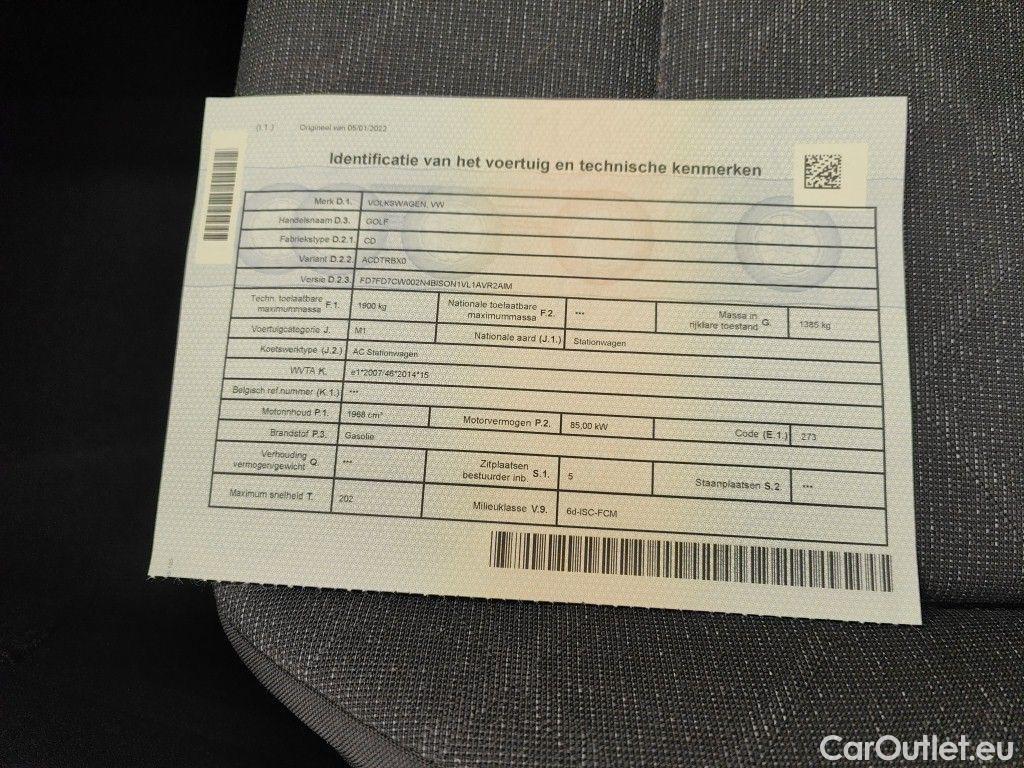 (I.1.) Origineel van 05/01/2022
Identificatie van het voertuig en technische kenmerken
Merk D.1. VOLKSWAGEN, VW
Handelsnaam D.3. GOLF
Fabriekstype D.2.1. CD
Variant D.2.2. ACDTRBX0
Versie D.2.3. FD7FD7CW002N4BISON1VL1AVR2AIM
Techn. toelaatbare maximummassa F.1. 1900 kg Nationale toelaatbare maximummassa F.2. --- Massa in rijklare toestand G. 1385 kg
Voertuigcategorie J. M1 Nationale aard (J.1.) Stationwagen
Koetswerktype (J.2.) AC Stationwagen
WVTA K. e1*2007/46*2014*15
Belgisch ref.nummer (K.1.) ---
Motorinhoud P.1. 1968 cm³ Motorvermogen P.2. 85,00 kW Code (E.1.) 273
Brandstof P.3. Gasolie
Verhouding vermogen/gewicht Q. --- Zitplaatsen bestuurder inb. S.1. 5 Staanplaatsen S.2. ---
Maximum snelheid T. 202 Milieuklasse V.9. 6d-ISC-FCM
CarOutlet.eu